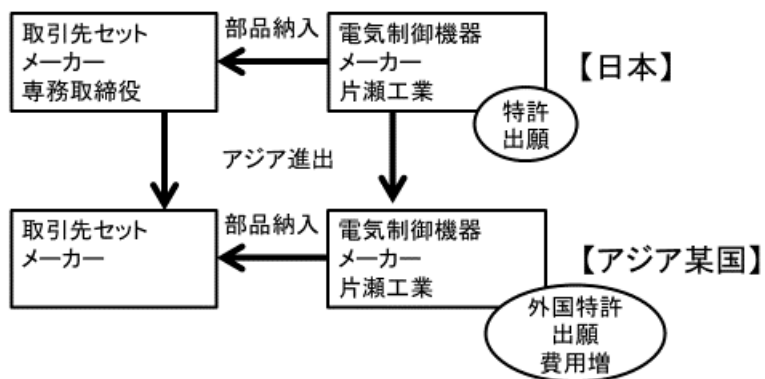 取引先セット
メーカー
専務取締役
部品納入
電気制御機器
メーカー
片瀬工業
【日本】
特許
出願
アジア進出
取引先セット
メーカー
部品納入
電気制御機器
メーカー
片瀬工業
【アジア某国】
外国特許
出願
費用増